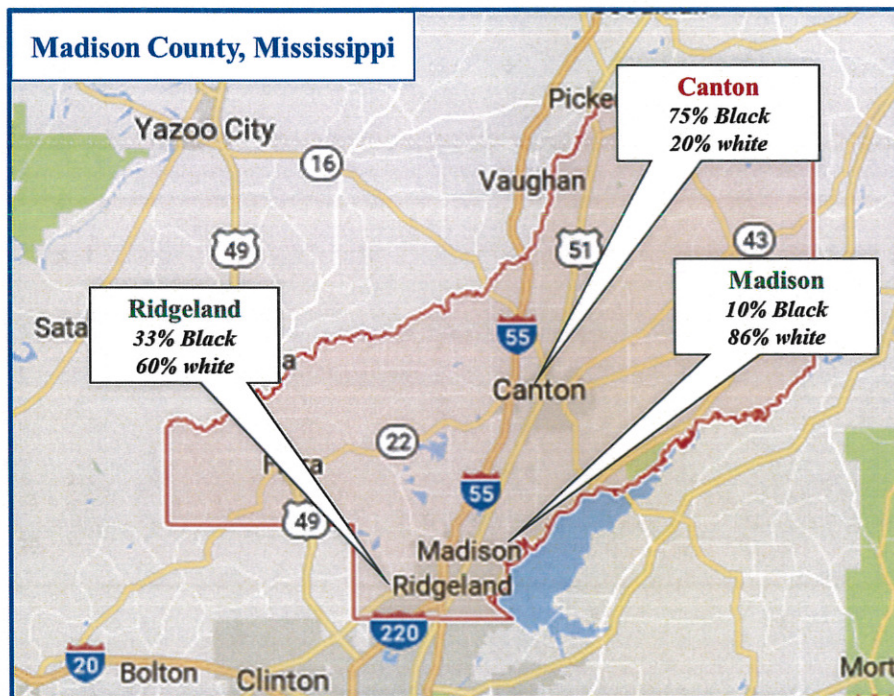 Madison County, Mississippi
Canton
75% Black
20% white
Yazoo City
16
Vaughan
49
51
43
Ridgeland
33% Black
60% white
Madison
10% Black
86% white
55
Canton
22
55
49
Madison
Ridgeland
220
20
Bolton
Clinton